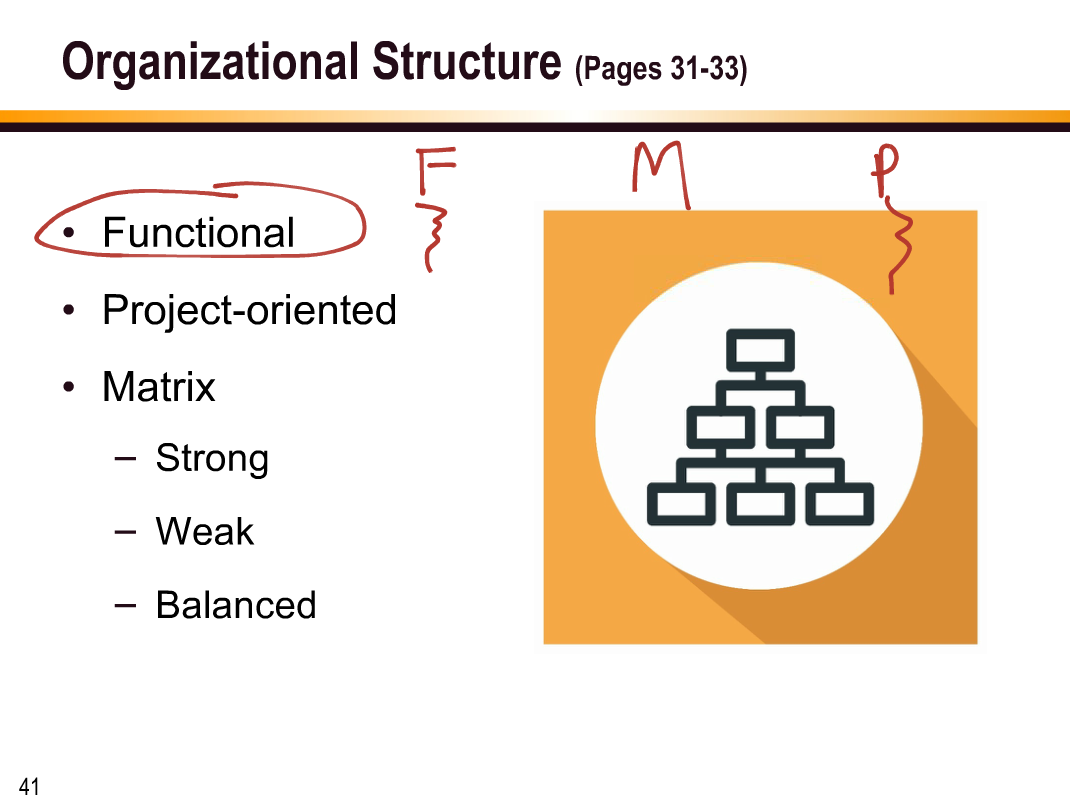 Organizational Structure (Pages 31-33)
F M P
• Functional
• Project-oriented
• Matrix
– Strong
– Weak
– Balanced
41